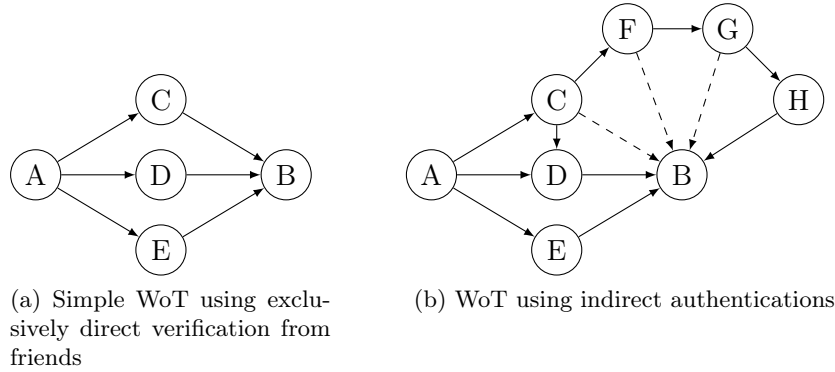 F G
C C H
A D B A D B
E E
(a) Simple WoT using exclu-
sively direct verification from
friends
(b) WoT using indirect authentications